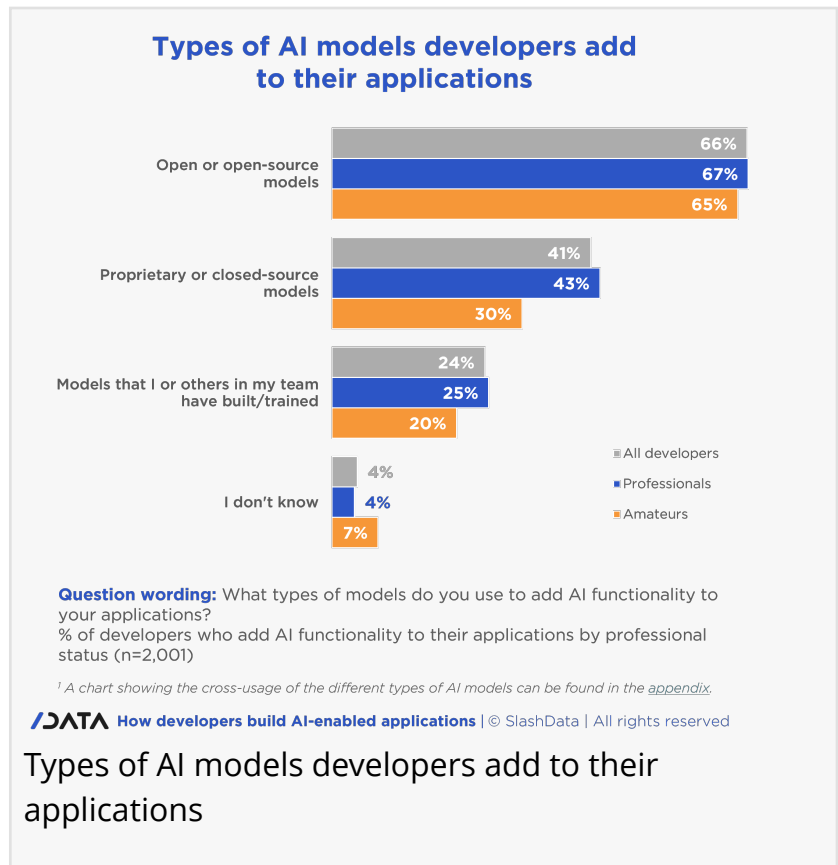 Types of AI models developers add
to their applications
Open or open-source
models
66%
67%
65%
Proprietary or closed-source
models
41%
43%
30%
Models that I or others in my team
have built/trained
24%
25%
20%
I don't know
4%
4%
7%
All developers
Professionals
Amateurs
Question wording: What types of models do you use to add AI functionality to
your applications?
% of developers who add AI functionality to their applications by professional
status (n=2,001)
¹ A chart showing the cross-usage of the different types of AI models can be found in the appendix.
/DATA How developers build AI-enabled applications | © SlashData | All rights reserved
Types of AI models developers add to their
applications